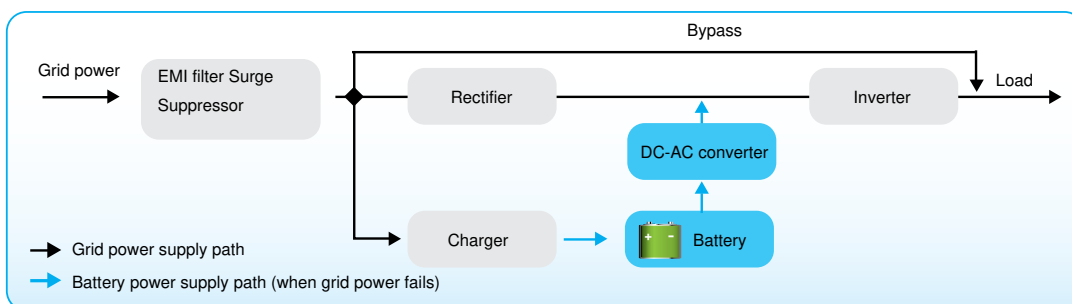 Bypass
Grid power
EMI filter Surge
Suppressor
Rectifier
Inverter
Load
DC-AC converter
Charger
+ -
Battery
Grid power supply path
Battery power supply path (when grid power fails)